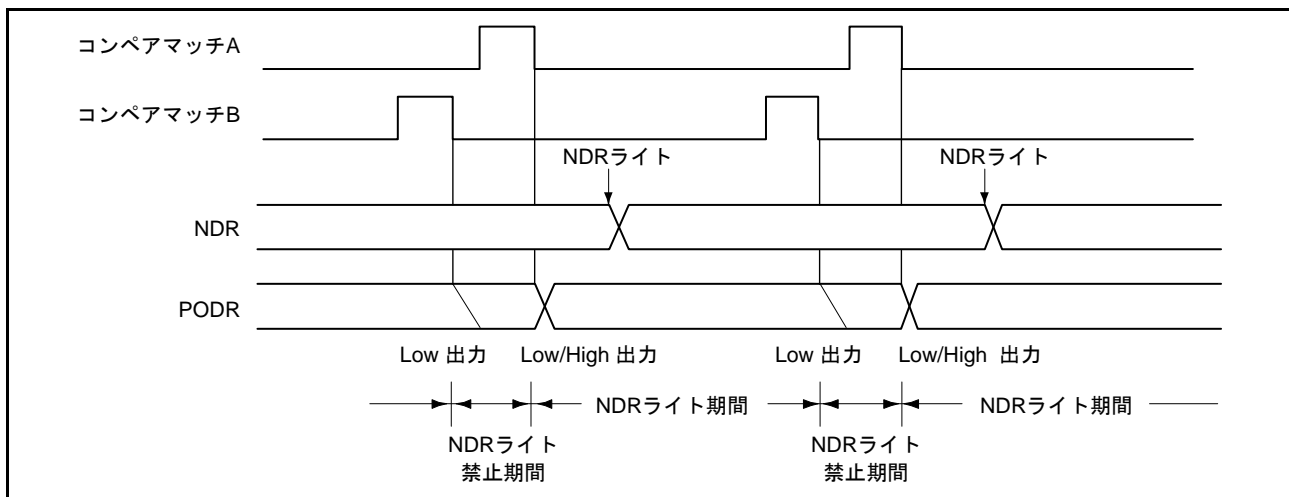 コンペアマッチA
コンペアマッチB
NDRライト NDRライト
NDR
PODR
Low 出力 Low/High 出力 Low 出力 Low/High 出力
NDRライト期間 NDRライト期間
NDRライト NDRライト
禁止期間 禁止期間